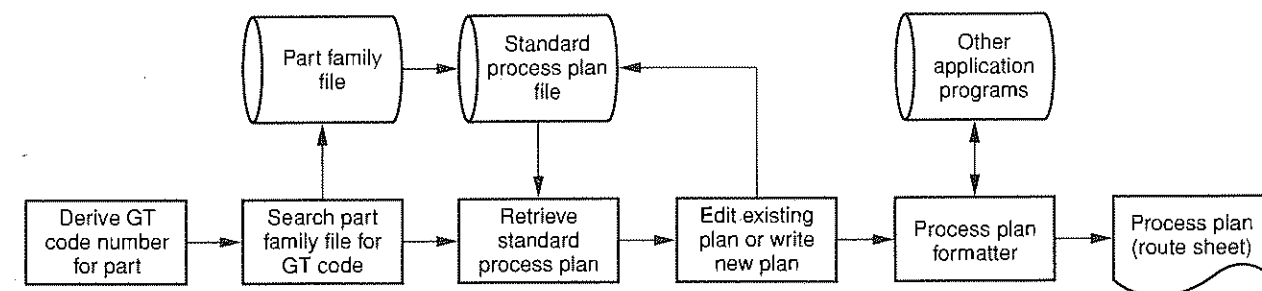 Part family
file
Standard
process plan
file
Other
application
programs
Derive GT
code number
for part
Search part
family file for
GT code
Retrieve
standard
process plan
Edit existing
plan or write
new plan
Process plan
formatter
Process plan
(route sheet)